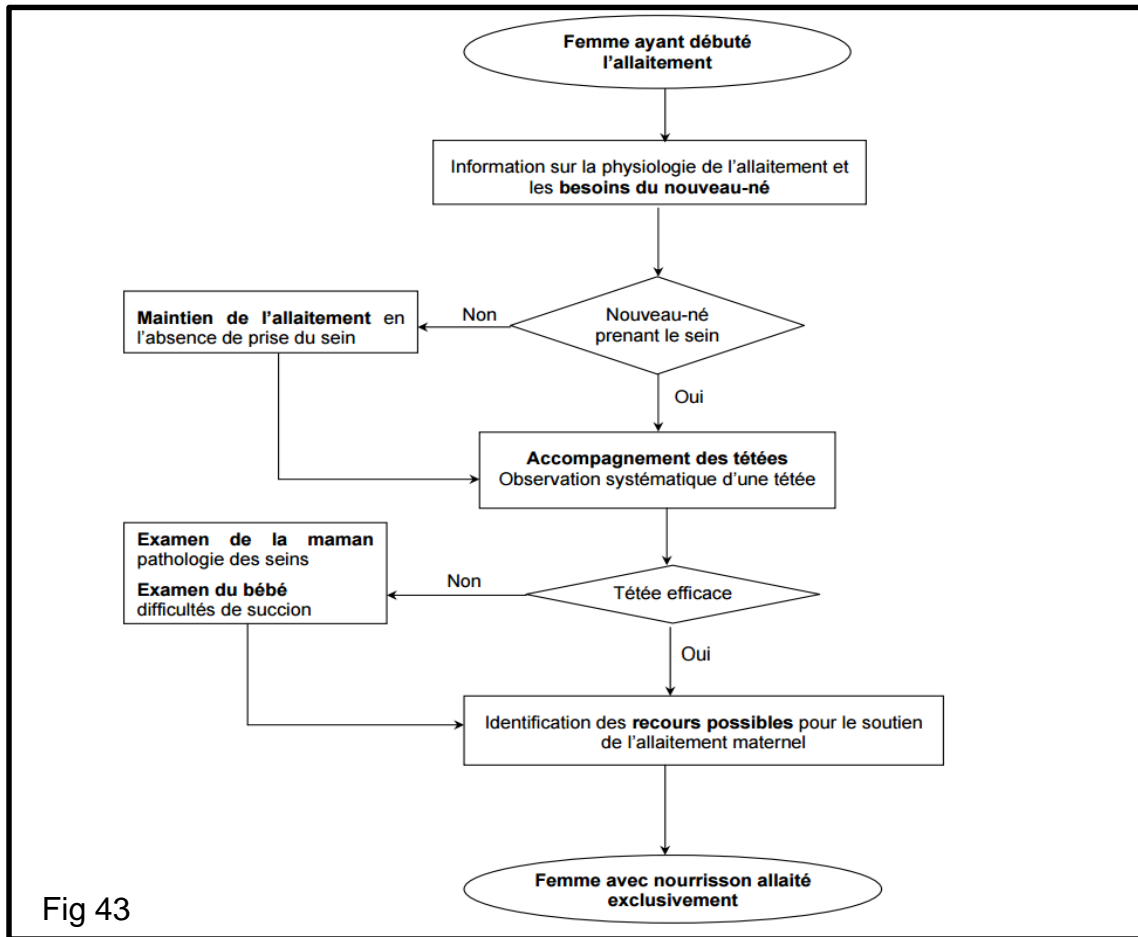 Femme ayant débuté
l’allaitement
Information sur la physiologie de l’allaitement et
les besoins du nouveau-né
Nouveau-né
prenant le sein
Non
Maintien de l’allaitement en
l’absence de prise du sein
Oui
Accompagnement des tétées
Observation systématique d’une tétée
Tétée efficace
Non
Examen de la maman
pathologie des seins
Examen du bébé
difficultés de succion
Oui
Identification des recours possibles pour le soutien
de l’allaitement maternel
Femme avec nourrisson allaité
exclusivement
Fig 43